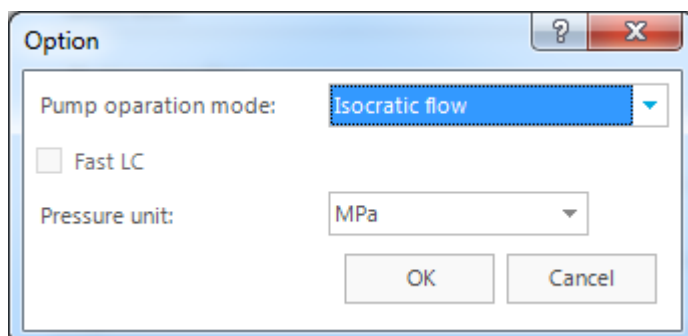 Option
?
Pump oparation mode: Isocratic flow
Fast LC
Pressure unit: MPa
OK Cancel